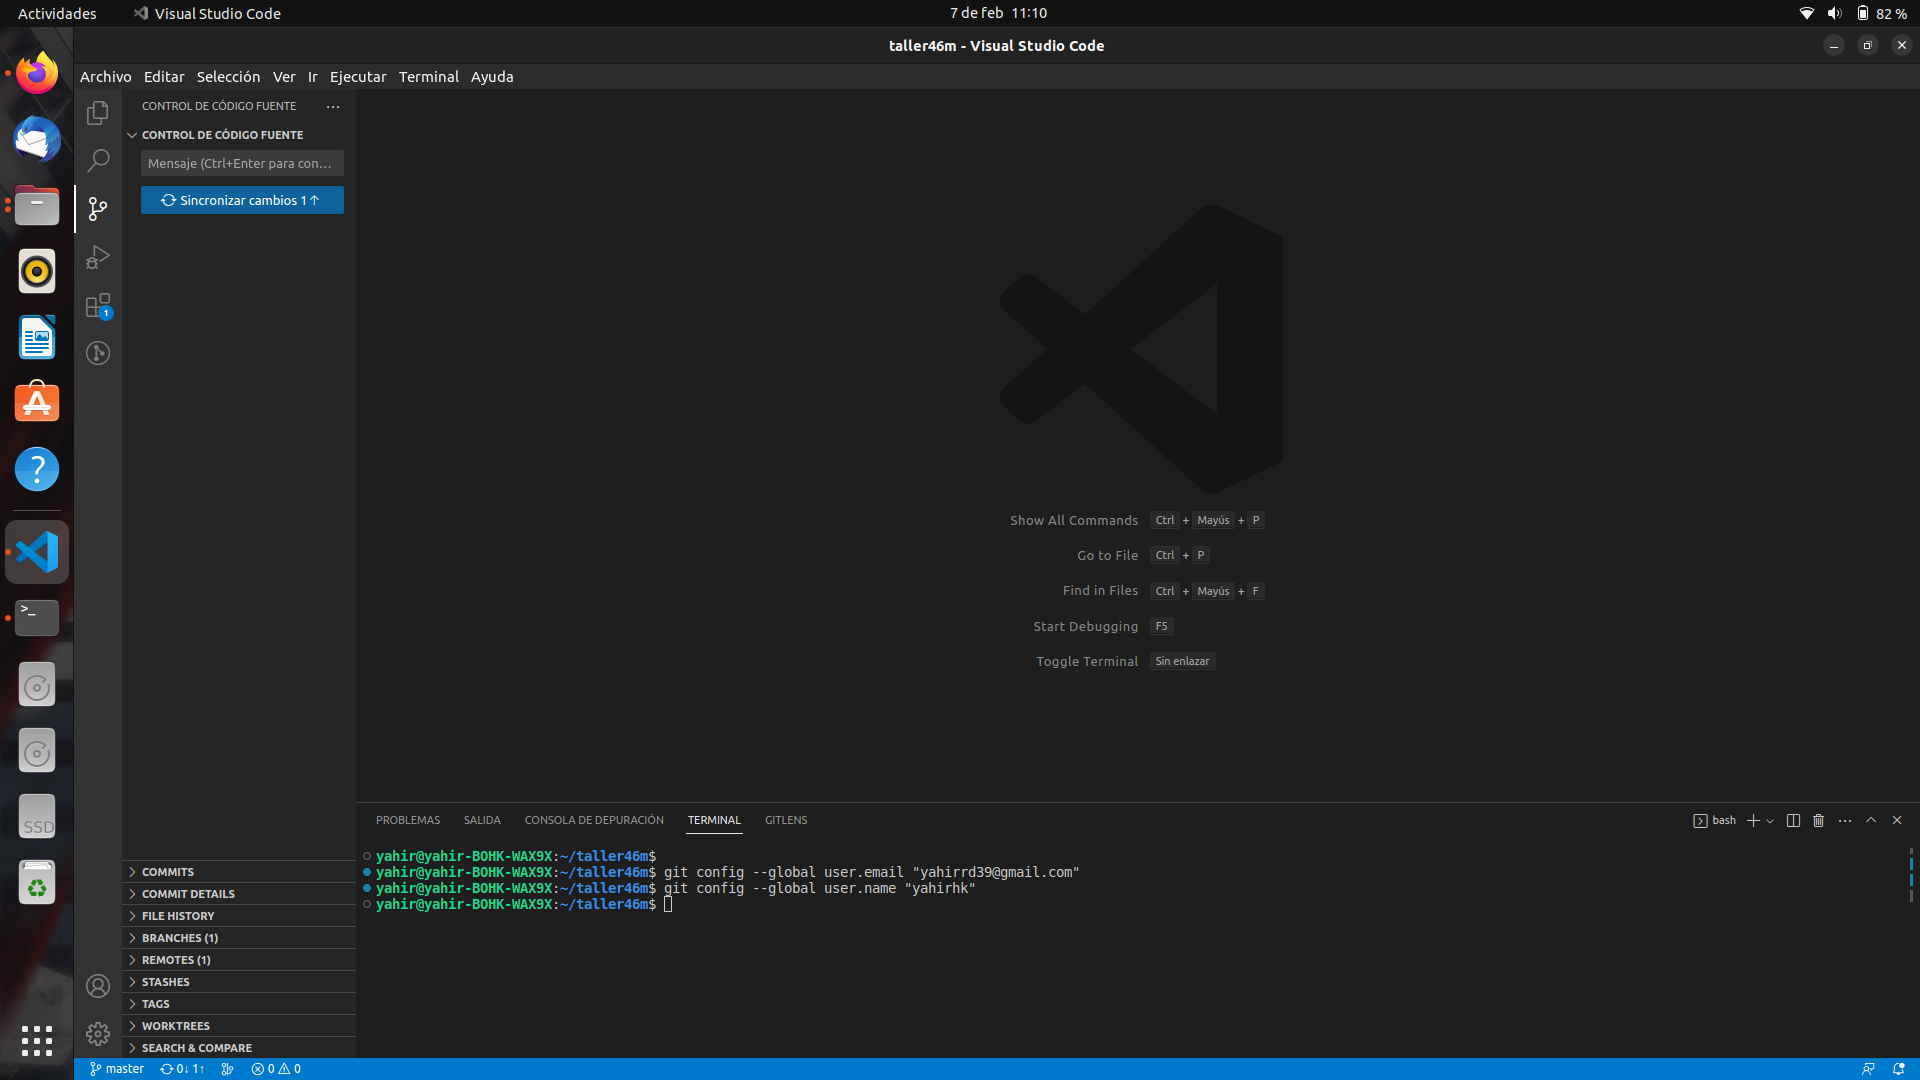 Actividades
Visual Studio Code
7 de feb 11:10
82 %
taller46m - Visual Studio Code
Archivo Editar Selección Ver Ir Ejecutar Terminal Ayuda
CONTROL DE CÓDIGO FUENTE
CONTROL DE CÓDIGO FUENTE
Mensaje (Ctrl+Enter para con...
Sincronizar cambios 1↑
1
SSD
Show All Commands Ctrl + Mayús + P
Go to File Ctrl + P
Find in Files Ctrl + Mayús + F
Start Debugging F5
Toggle Terminal Sin enlazar
PROBLEMAS SALIDA CONSOLA DE DEPURACIÓN TERMINAL GITLENS
bash
yahir@yahir-BOHK-WAX9X:~/taller46m$
yahir@yahir-BOHK-WAX9X:~/taller46m$ git config --global user.email "yahirrd39@gmail.com"
yahir@yahir-BOHK-WAX9X:~/taller46m$ git config --global user.name "yahirhk"
yahir@yahir-BOHK-WAX9X:~/taller46m$
COMMITS
COMMIT DETAILS
FILE HISTORY
BRANCHES (1)
REMOTES (1)
STASHES
TAGS
WORKTREES
SEARCH & COMPARE
master 0↓ 1↑ 0 0